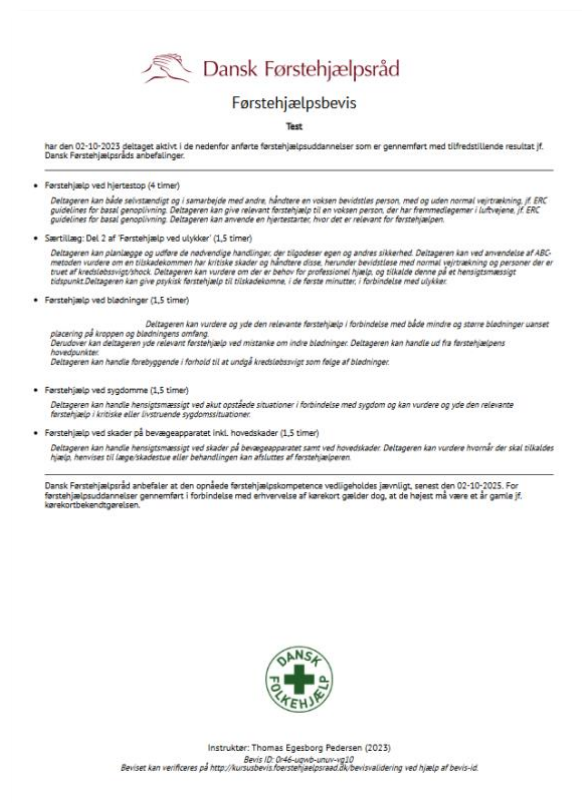 Dansk Førstehjælpsråd
Førstehjælpsbevis
Test
har den 02-10-2023 deltaget aktivt i de nedenfor anførte førstehjælpsuddannelser som er gennemført med tilfredstillende resultat jf.
Dansk Førstehjælpsråds anbefalinger.
• Førstehjælp ved hjertestop (4 timer)
Deltageren kan både selvstændigt og i samarbejde med andre, håndtere en voksen bevidstløs person, med og uden normal vejrtrækning, jf. ERC
guidelines for basal genoplivning. Deltageren kan give relevant førstehjælp til en voksen person, der har fremmedlegemer i luftvejene, jf. ERC
guidelines for basal genoplivning. Deltageren kan anvende en hjertestarter, hvor det er relevant for førstehjælpen.
• Særtillæg: Del 2 af 'Førstehjælp ved ulykker' (1,5 timer)
Deltageren kan planlægge og udføre de nødvendige handlinger, der tilgodeser egen og andres sikkerhed. Deltageren kan ved anvendelse af ABC-
metoden vurdere om en tilskadekommen har kritiske skader og håndtere disse, herunder bevidstløse med normal vejrtrækning og personer der er
truet af kredsløbssvigt/shock. Deltageren kan vurdere om der er behov for professionel hjælp, og tilkalde denne på et hensigtsmæssigt
tidspunkt.Deltageren kan give psykisk førstehjælp til tilskadekomne, i de første minutter, i forbindelse med ulykker.
• Førstehjælp ved blødninger (1,5 timer)
Deltageren kan vurdere og yde den relevante førstehjælp i forbindelse med både mindre og større blødninger uanset
placering på kroppen og blødningens omfang.
Derudover kan deltageren yde relevant førstehjælp ved mistanke om indre blødninger. Deltageren kan handle ud fra førstehjælpens
hovedpunkter.
Deltageren kan handle forebyggende i forhold til at undgå kredsløbssvigt som følge af blødninger.
• Førstehjælp ved sygdomme (1,5 timer)
Deltageren kan handle hensigtsmæssigt ved akut opståede situationer i forbindelse med sygdom og kan vurdere og yde den relevante
førstehjælp i kritiske eller livstruende sygdomssituationer.
• Førstehjælp ved skader på bevægeapparatet inkl. hovedskader (1,5 timer)
Deltageren kan handle hensigtsmæssigt ved skader på bevægeapparatet samt ved hovedskader. Deltageren kan vurdere hvornår der skal tilkaldes
hjælp, henvises til læge/skadestue eller behandlingen kan afsluttes af førstehjælperen.
Dansk Førstehjælpsråd anbefaler at den opnåede førstehjælpskompetence vedligeholdes jævnligt, senest den 02-10-2025. For
førstehjælpsuddannelser gennemført i forbindelse med erhvervelse af kørekort gælder dog, at de højest må være et år gamle jf.
kørekortbekendtgørelsen.
DANSK
FOLKEHJÆLP
Instruktør: Thomas Egesborg Pedersen (2023)
Bevis ID: 0r46-uqwb-unuv-vg10
Beviset kan verificeres på http://kursusbevis.foerstehjaelpsraad.dk/bevisvalidering ved hjælp af bevis-id.